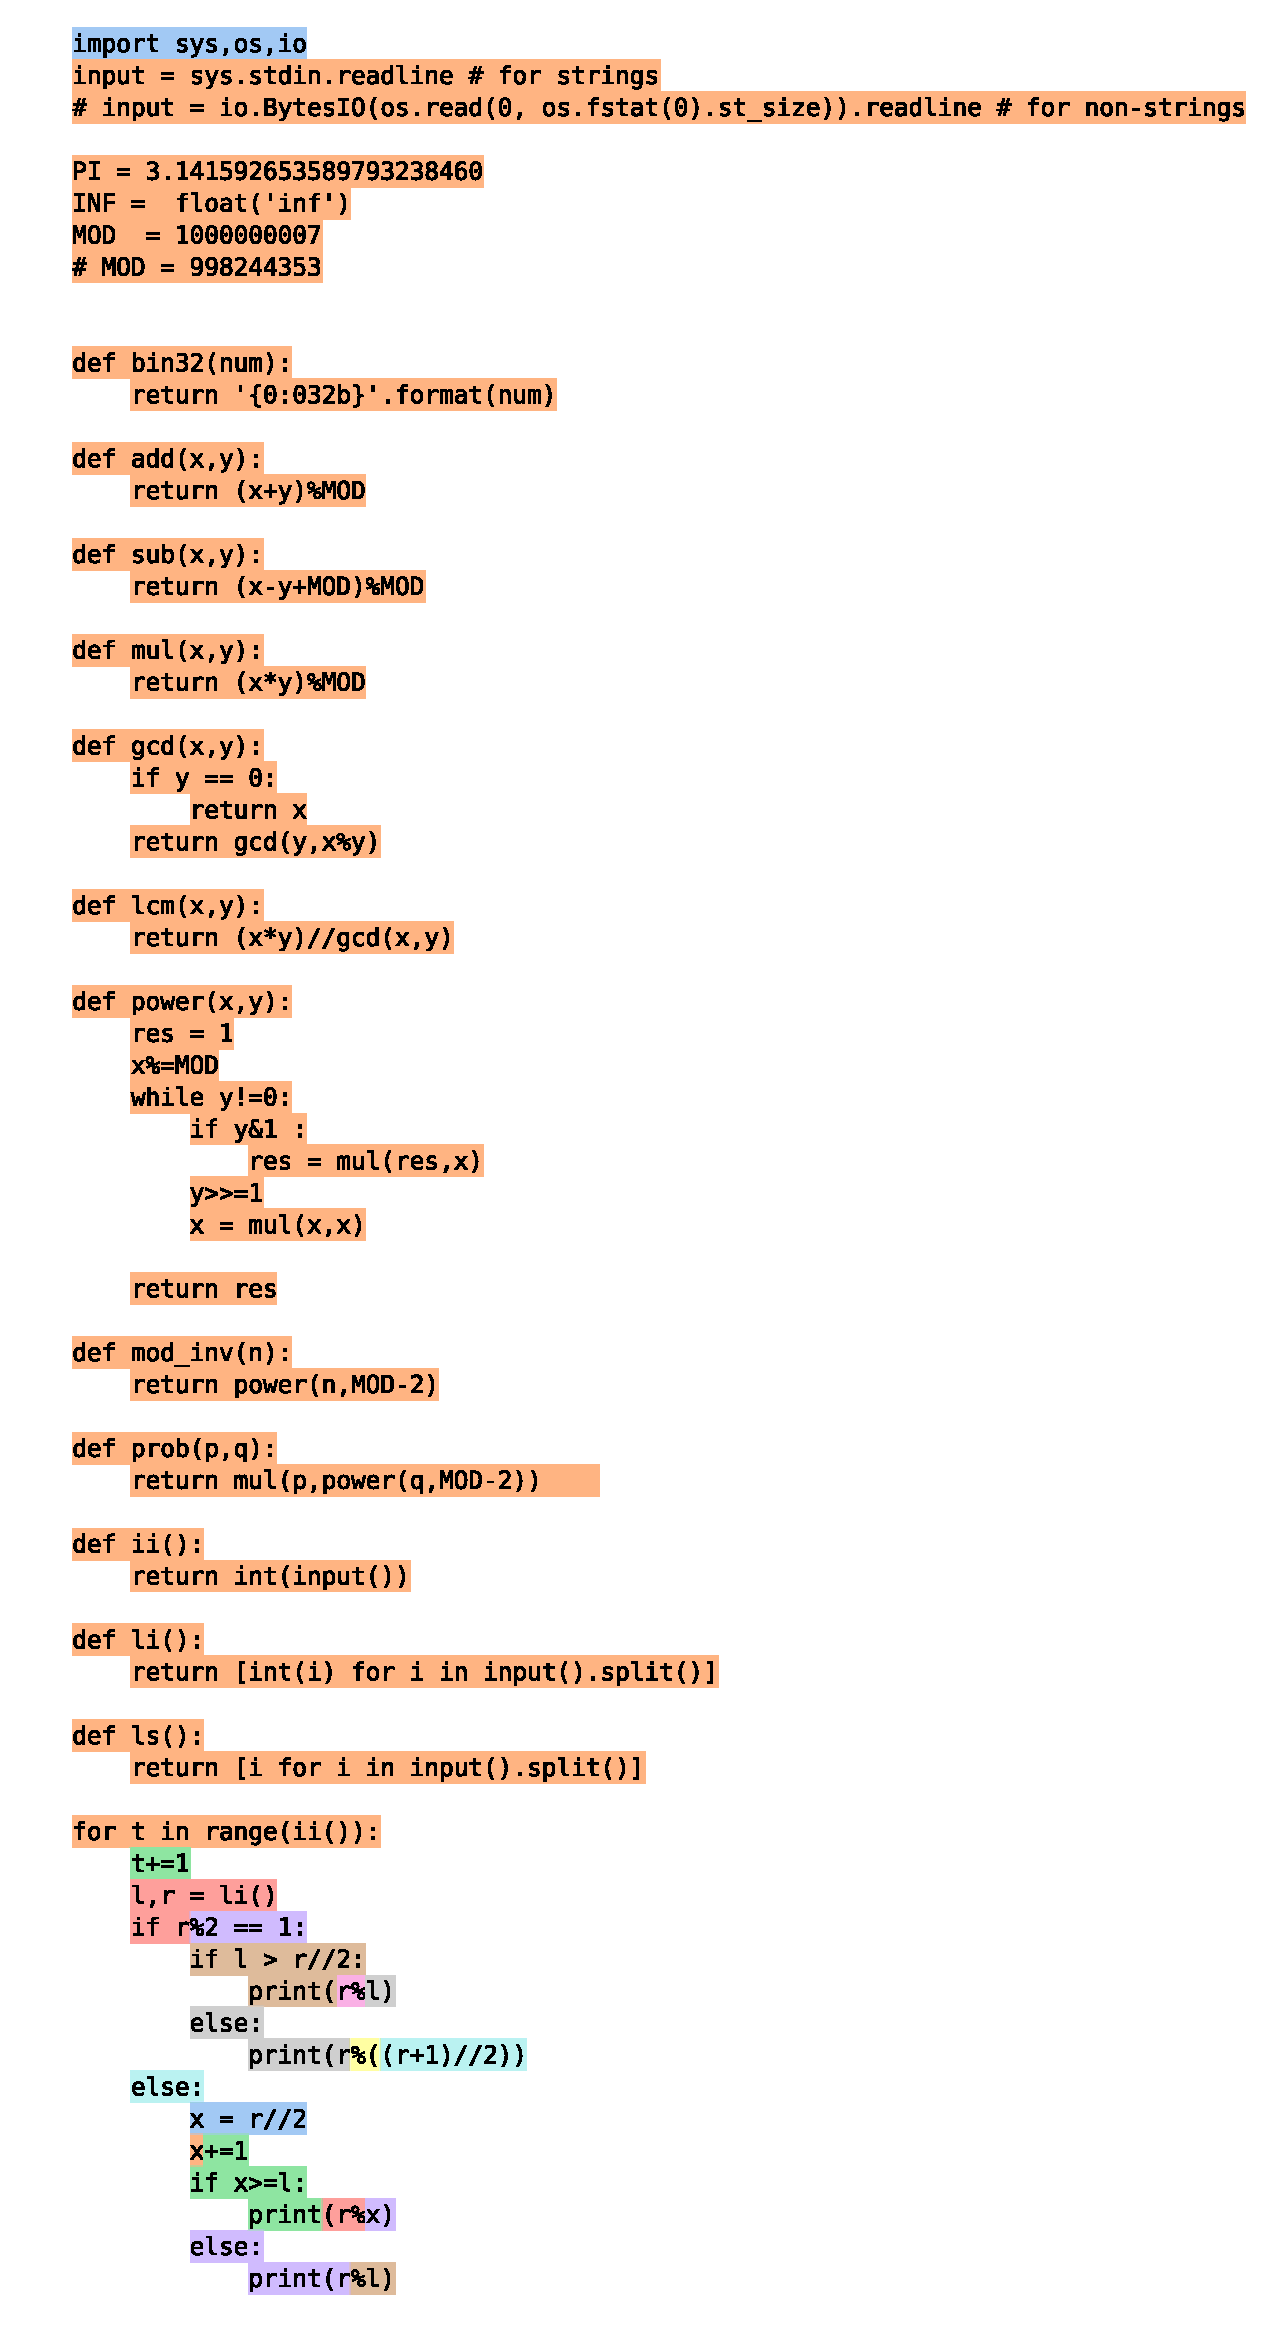 import sys,os,io
input = sys.stdin.readline # for strings
# input = io.BytesIO(os.read(0, os.fstat(0).st_size)).readline # for non-strings

PI = 3.141592653589793238460
INF =  float('inf')
MOD  = 1000000007
# MOD = 998244353


def bin32(num):
    return '{0:032b}'.format(num)

def add(x,y):
    return (x+y)%MOD

def sub(x,y):
    return (x-y+MOD)%MOD

def mul(x,y):
    return (x*y)%MOD

def gcd(x,y):
    if y == 0:
        return x
    return gcd(y,x%y)

def lcm(x,y):
    return (x*y)//gcd(x,y)

def power(x,y):
    res = 1
    x%=MOD
    while y!=0:
        if y&1 :
            res = mul(res,x)
        y>>=1
        x = mul(x,x)

    return res

def mod_inv(n):
    return power(n,MOD-2)

def prob(p,q):
    return mul(p,power(q,MOD-2))

def ii():
    return int(input())

def li():
    return [int(i) for i in input().split()]

def ls():
    return [i for i in input().split()]

for t in range(ii()):
    t+=1
    l,r = li()
    if r%2 == 1:
        if l > r//2:
            print(r%l)
        else:
            print(r%((r+1)//2))
    else:
        x = r//2
        x+=1
        if x>=l:
            print(r%x)
        else:
            print(r%l)